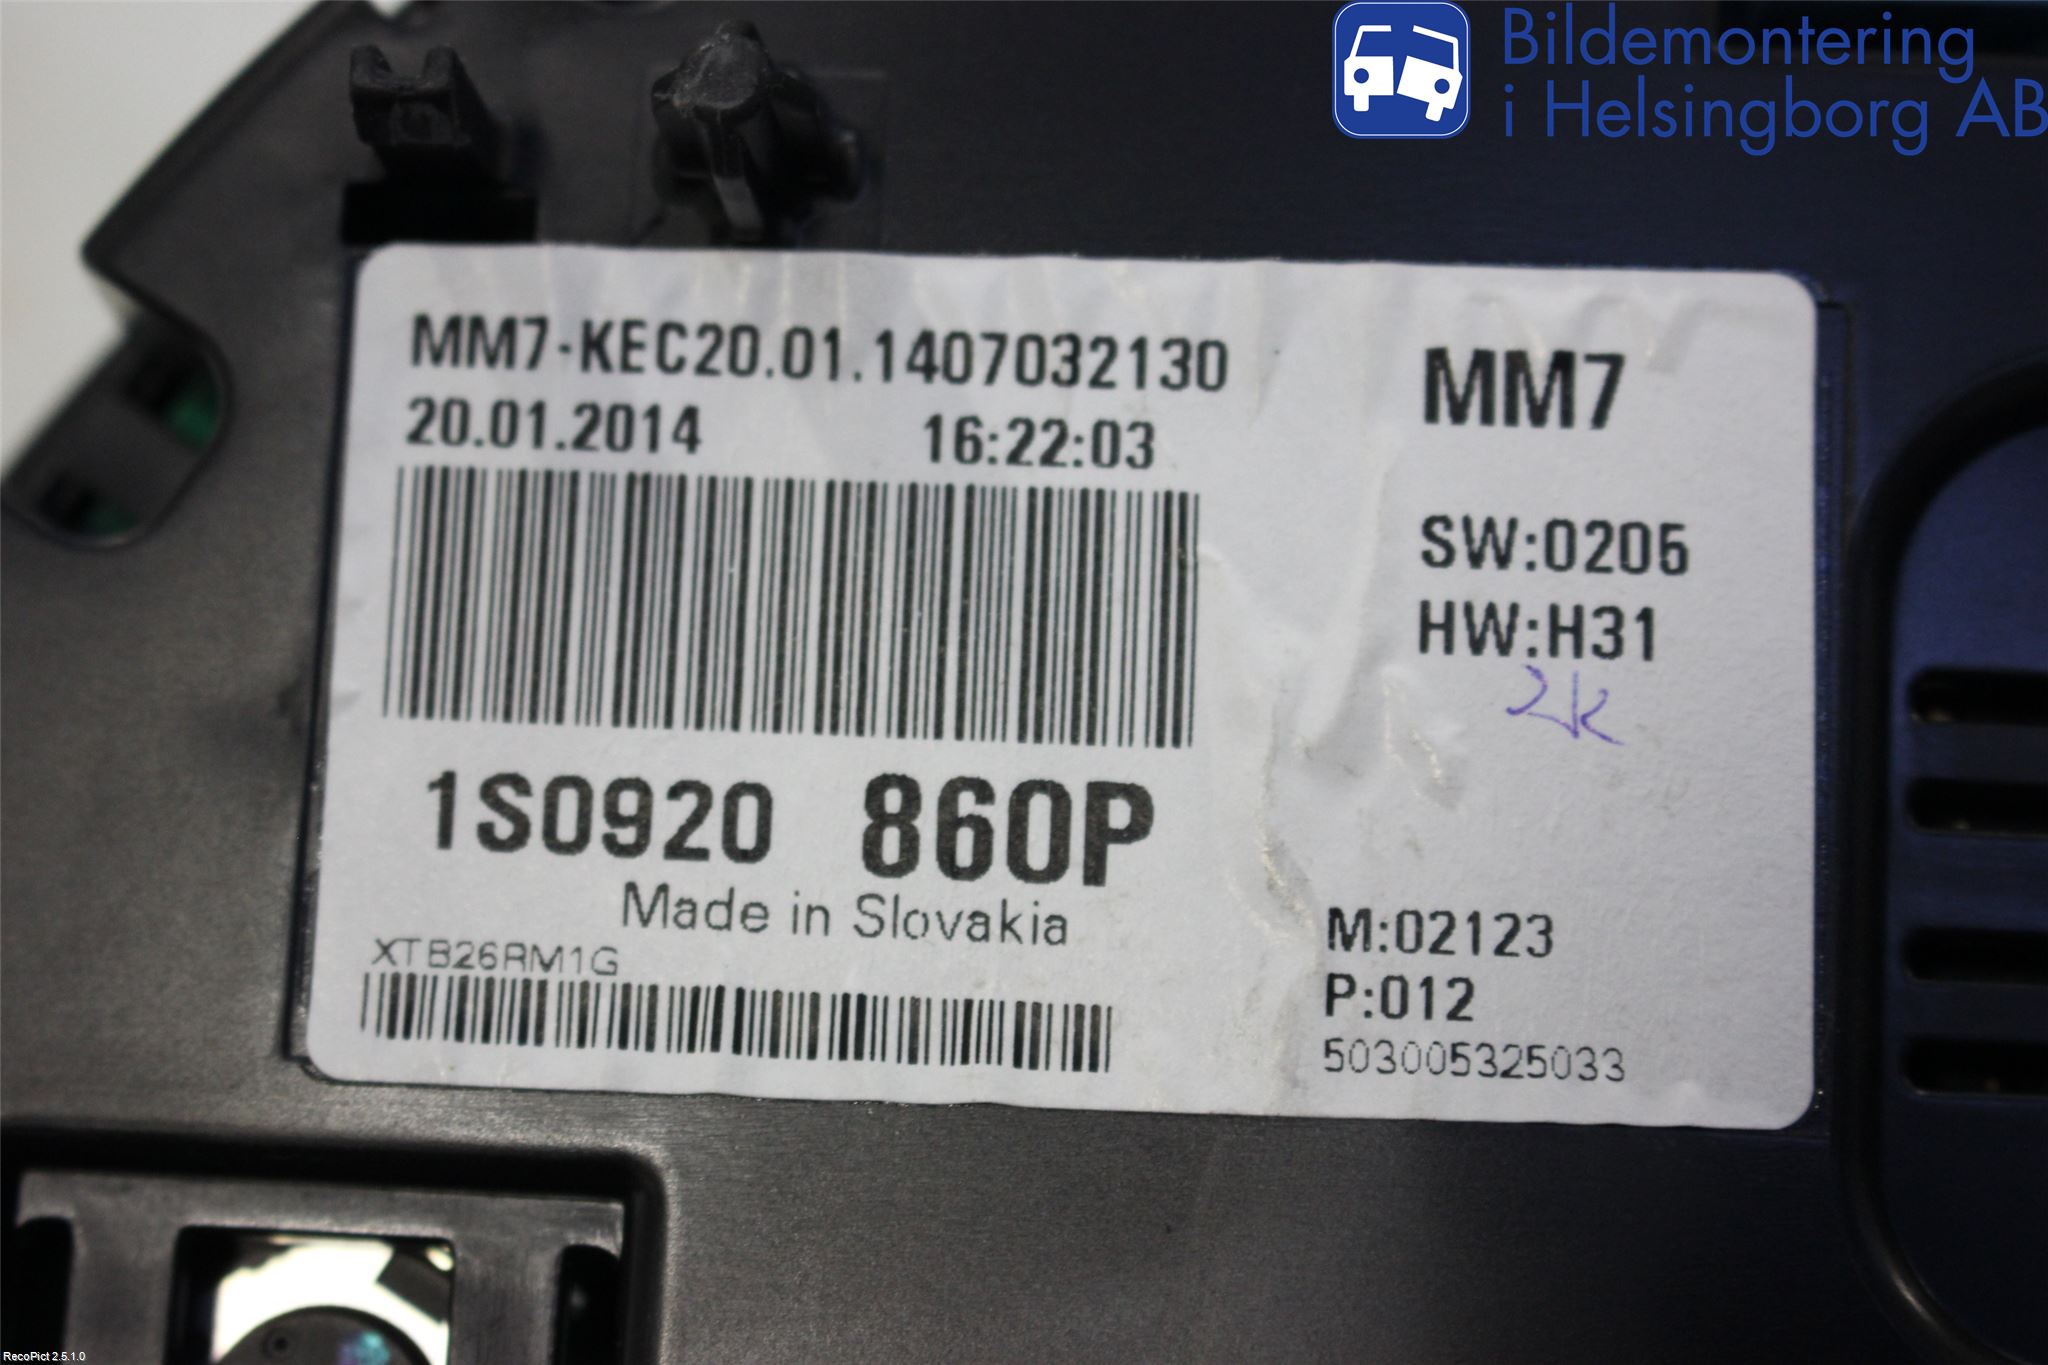 Bildemontering
i Helsingborg AB
MM7-KEC20.01.1407032130
20.01.2014 16:22:03
MM7
SW:0205
HW:H31
2K
1S0920 860P
Made in Slovakia
XTB26RM1G
M:02123
P:012
503005325033
RecoPict 2.5.1.0